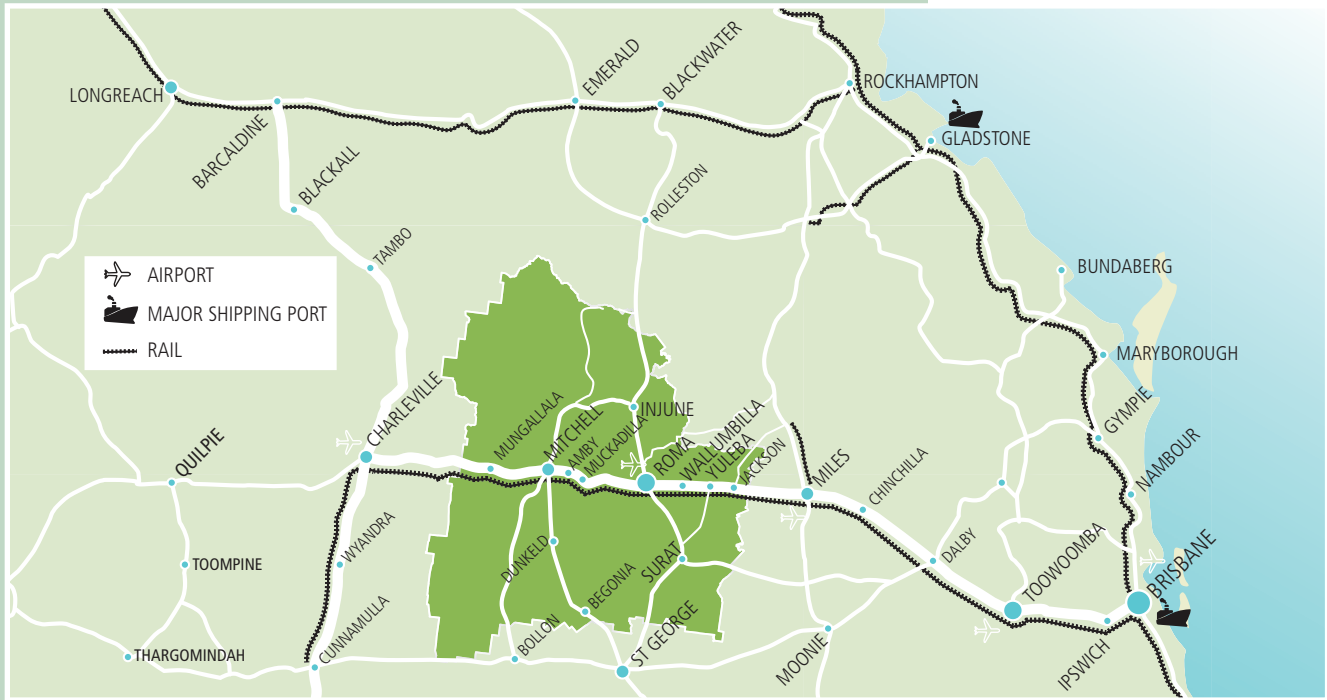 LONGREACH
BARCALDINE
BLACKALL
EMERALD
BLACKWATER
ROCKHAMPTON
GLADSTONE
ROLLESTON
TAMBO
BUNDABERG
AIRPORT
MAJOR SHIPPING PORT
RAIL
MARYBOROUGH
GYMPIE
NAMBOUR
CHARLEVILLE
QUILPIE
MUNGALLALA
MITCHELL
AMBY
MUCKADILLA
INJUNE
ROMA
WALLUMBILLA
YULEBA
JACKSON
MILES
CHINCHILLA
DALBY
TOOWOOMBA
BRISBANE
IPSWICH
WYANDRA
TOOMPINE
DUNKELD
BEGONIA
SURAT
CUNNAMULLA
THARGOMINDAH
BOLLON
ST GEORGE
MOONIE